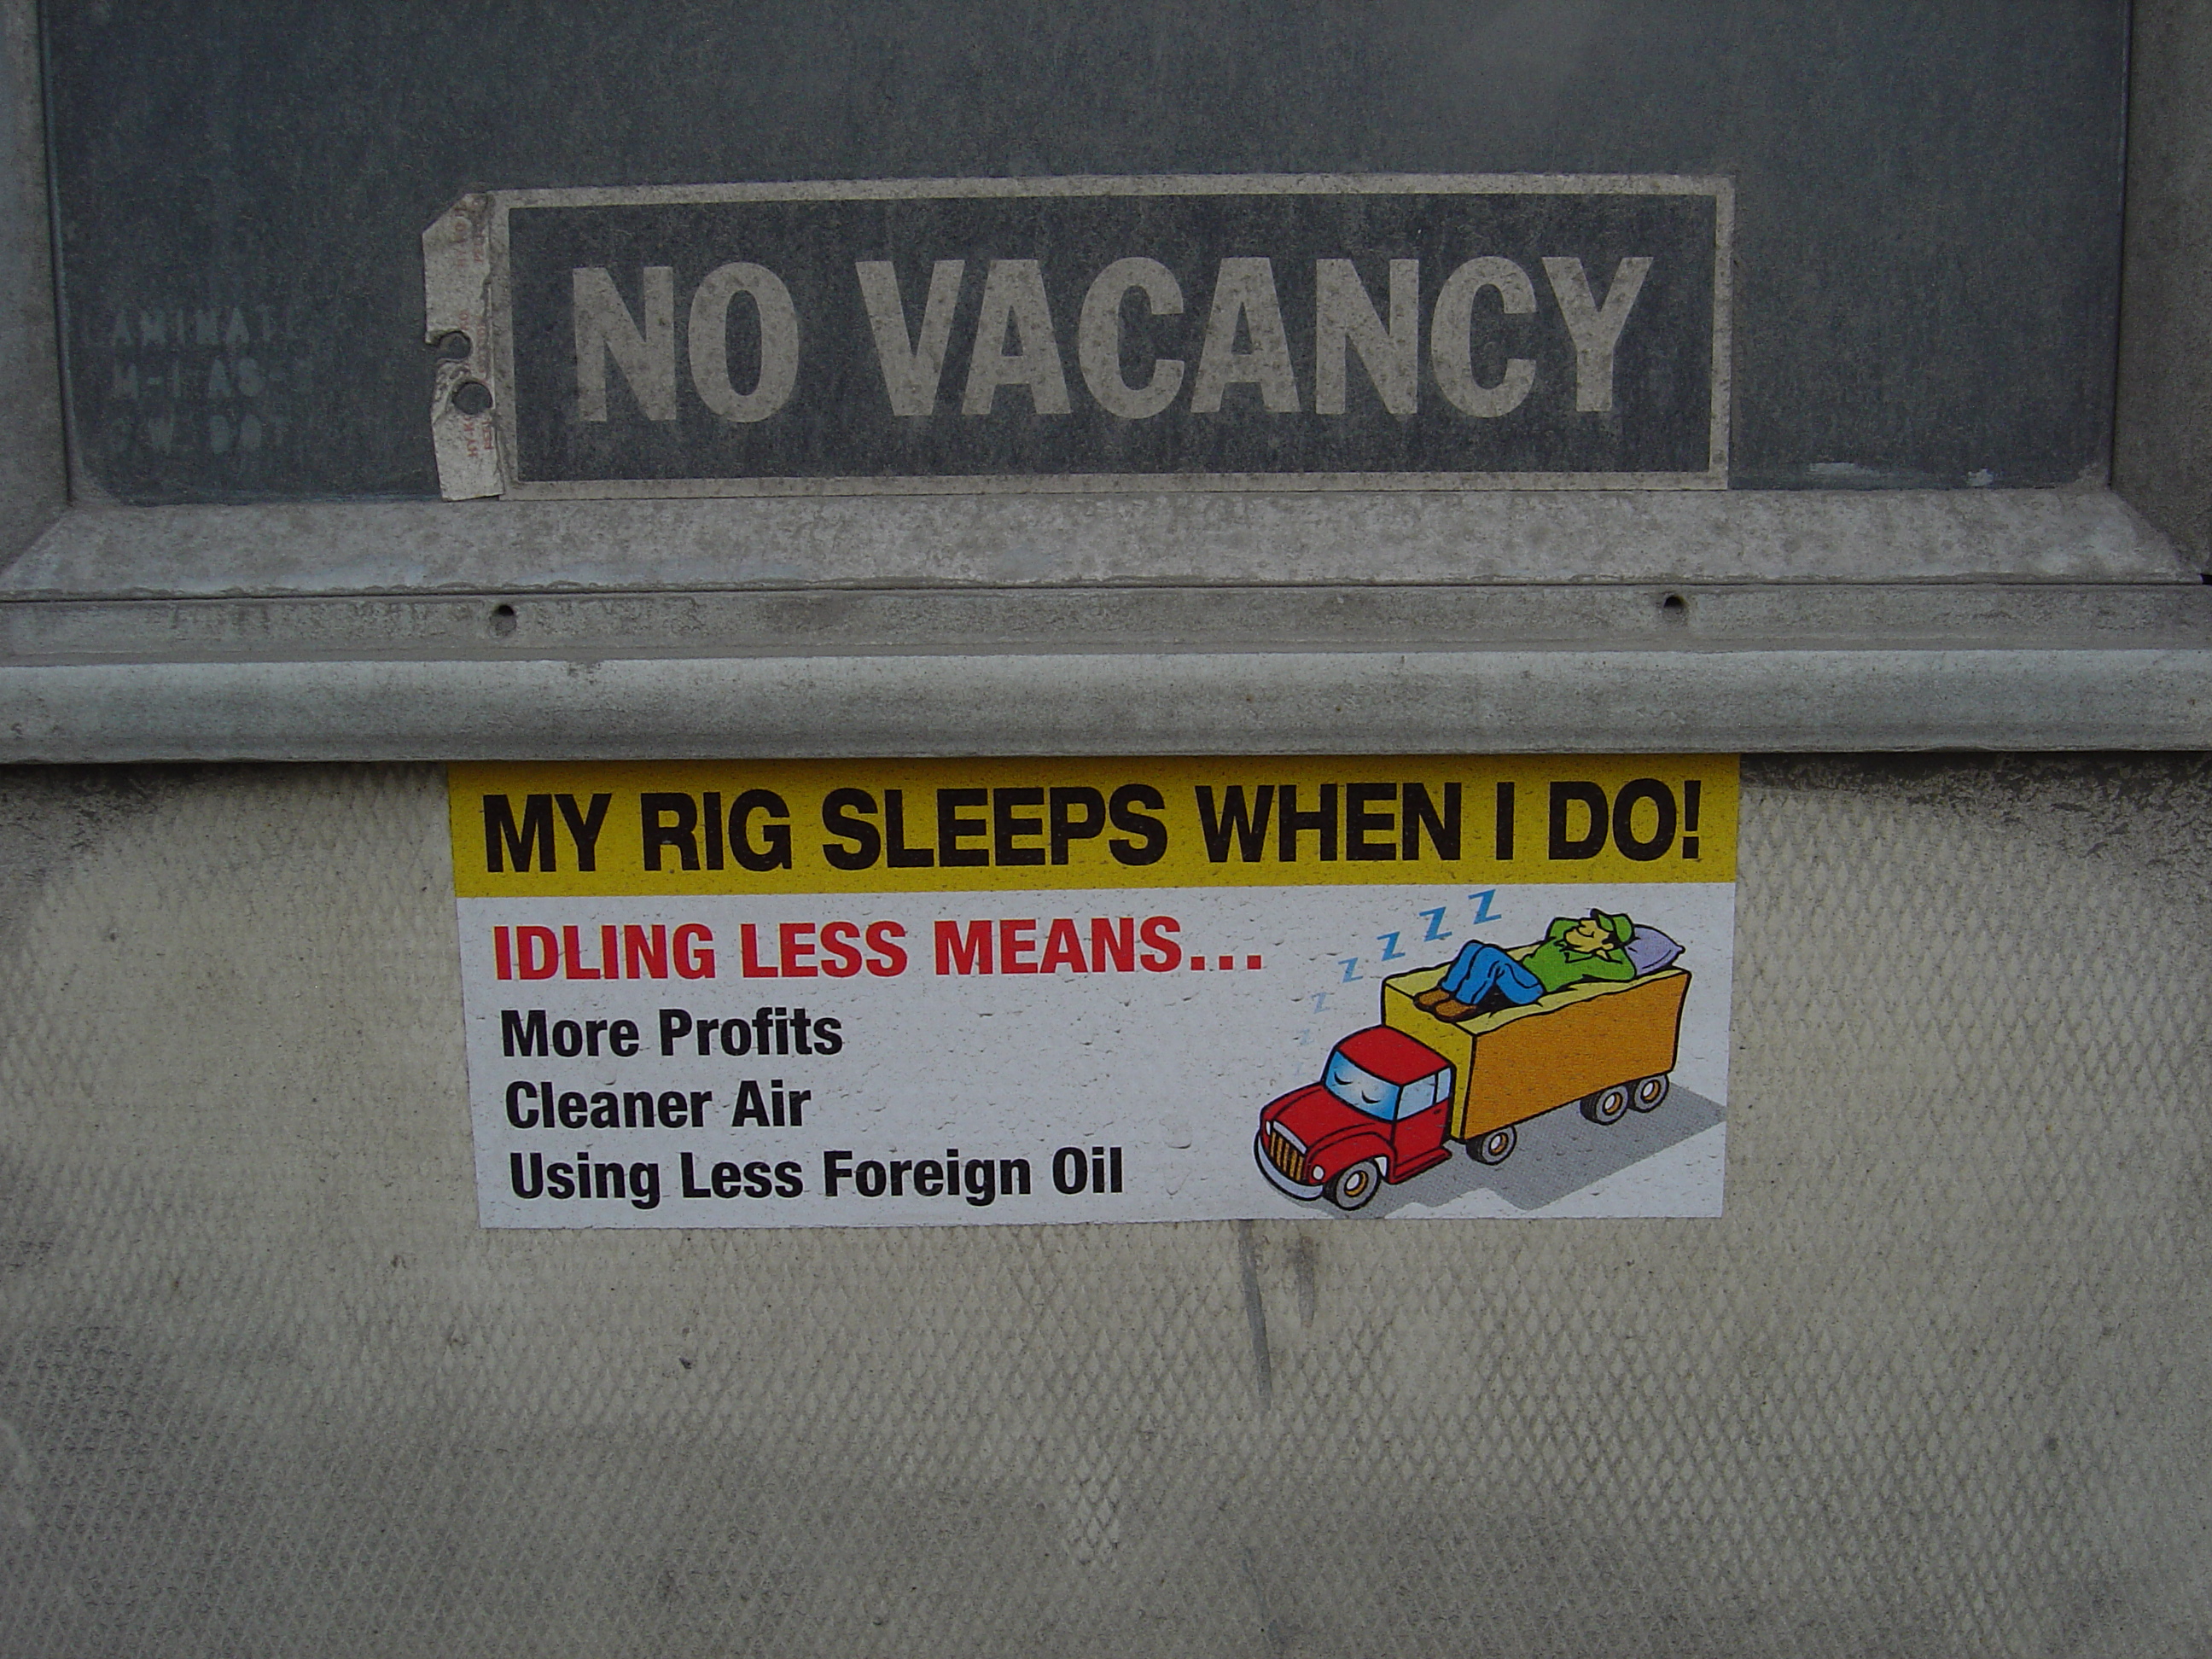 NO VACANCY
MY RIG SLEEPS WHEN I DO!
IDLING LESS MEANS...
More Profits
Cleaner Air
Using Less Foreign Oil
Z Z Z Z